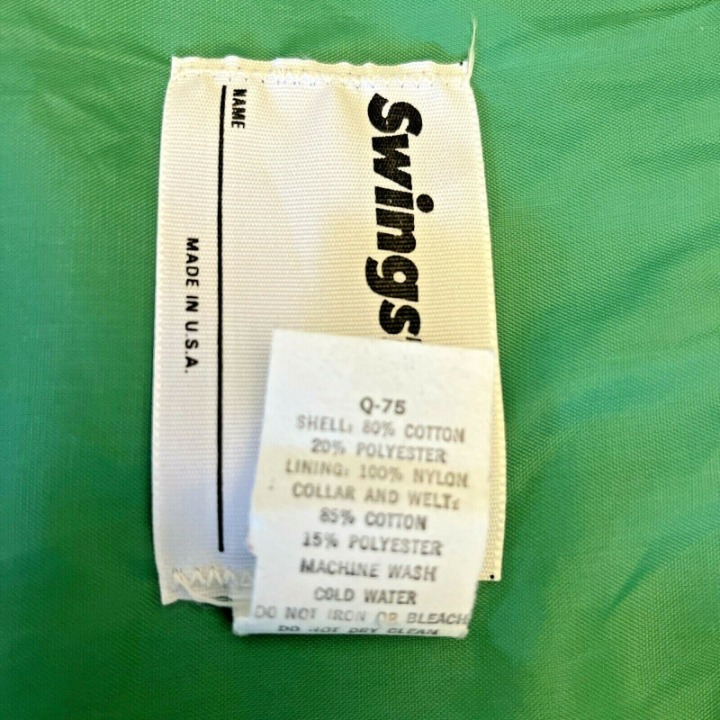 Swings
NAME
MADE IN U.S.A.
Q-75
SHELL: 80% COTTON
20% POLYESTER
LINING: 100% NYLON
COLLAR AND WELT:
85% COTTON
15% POLYESTER
MACHINE WASH
COLD WATER
DO NOT IRON OR BLEACH
DO NOT DRY CLEAN